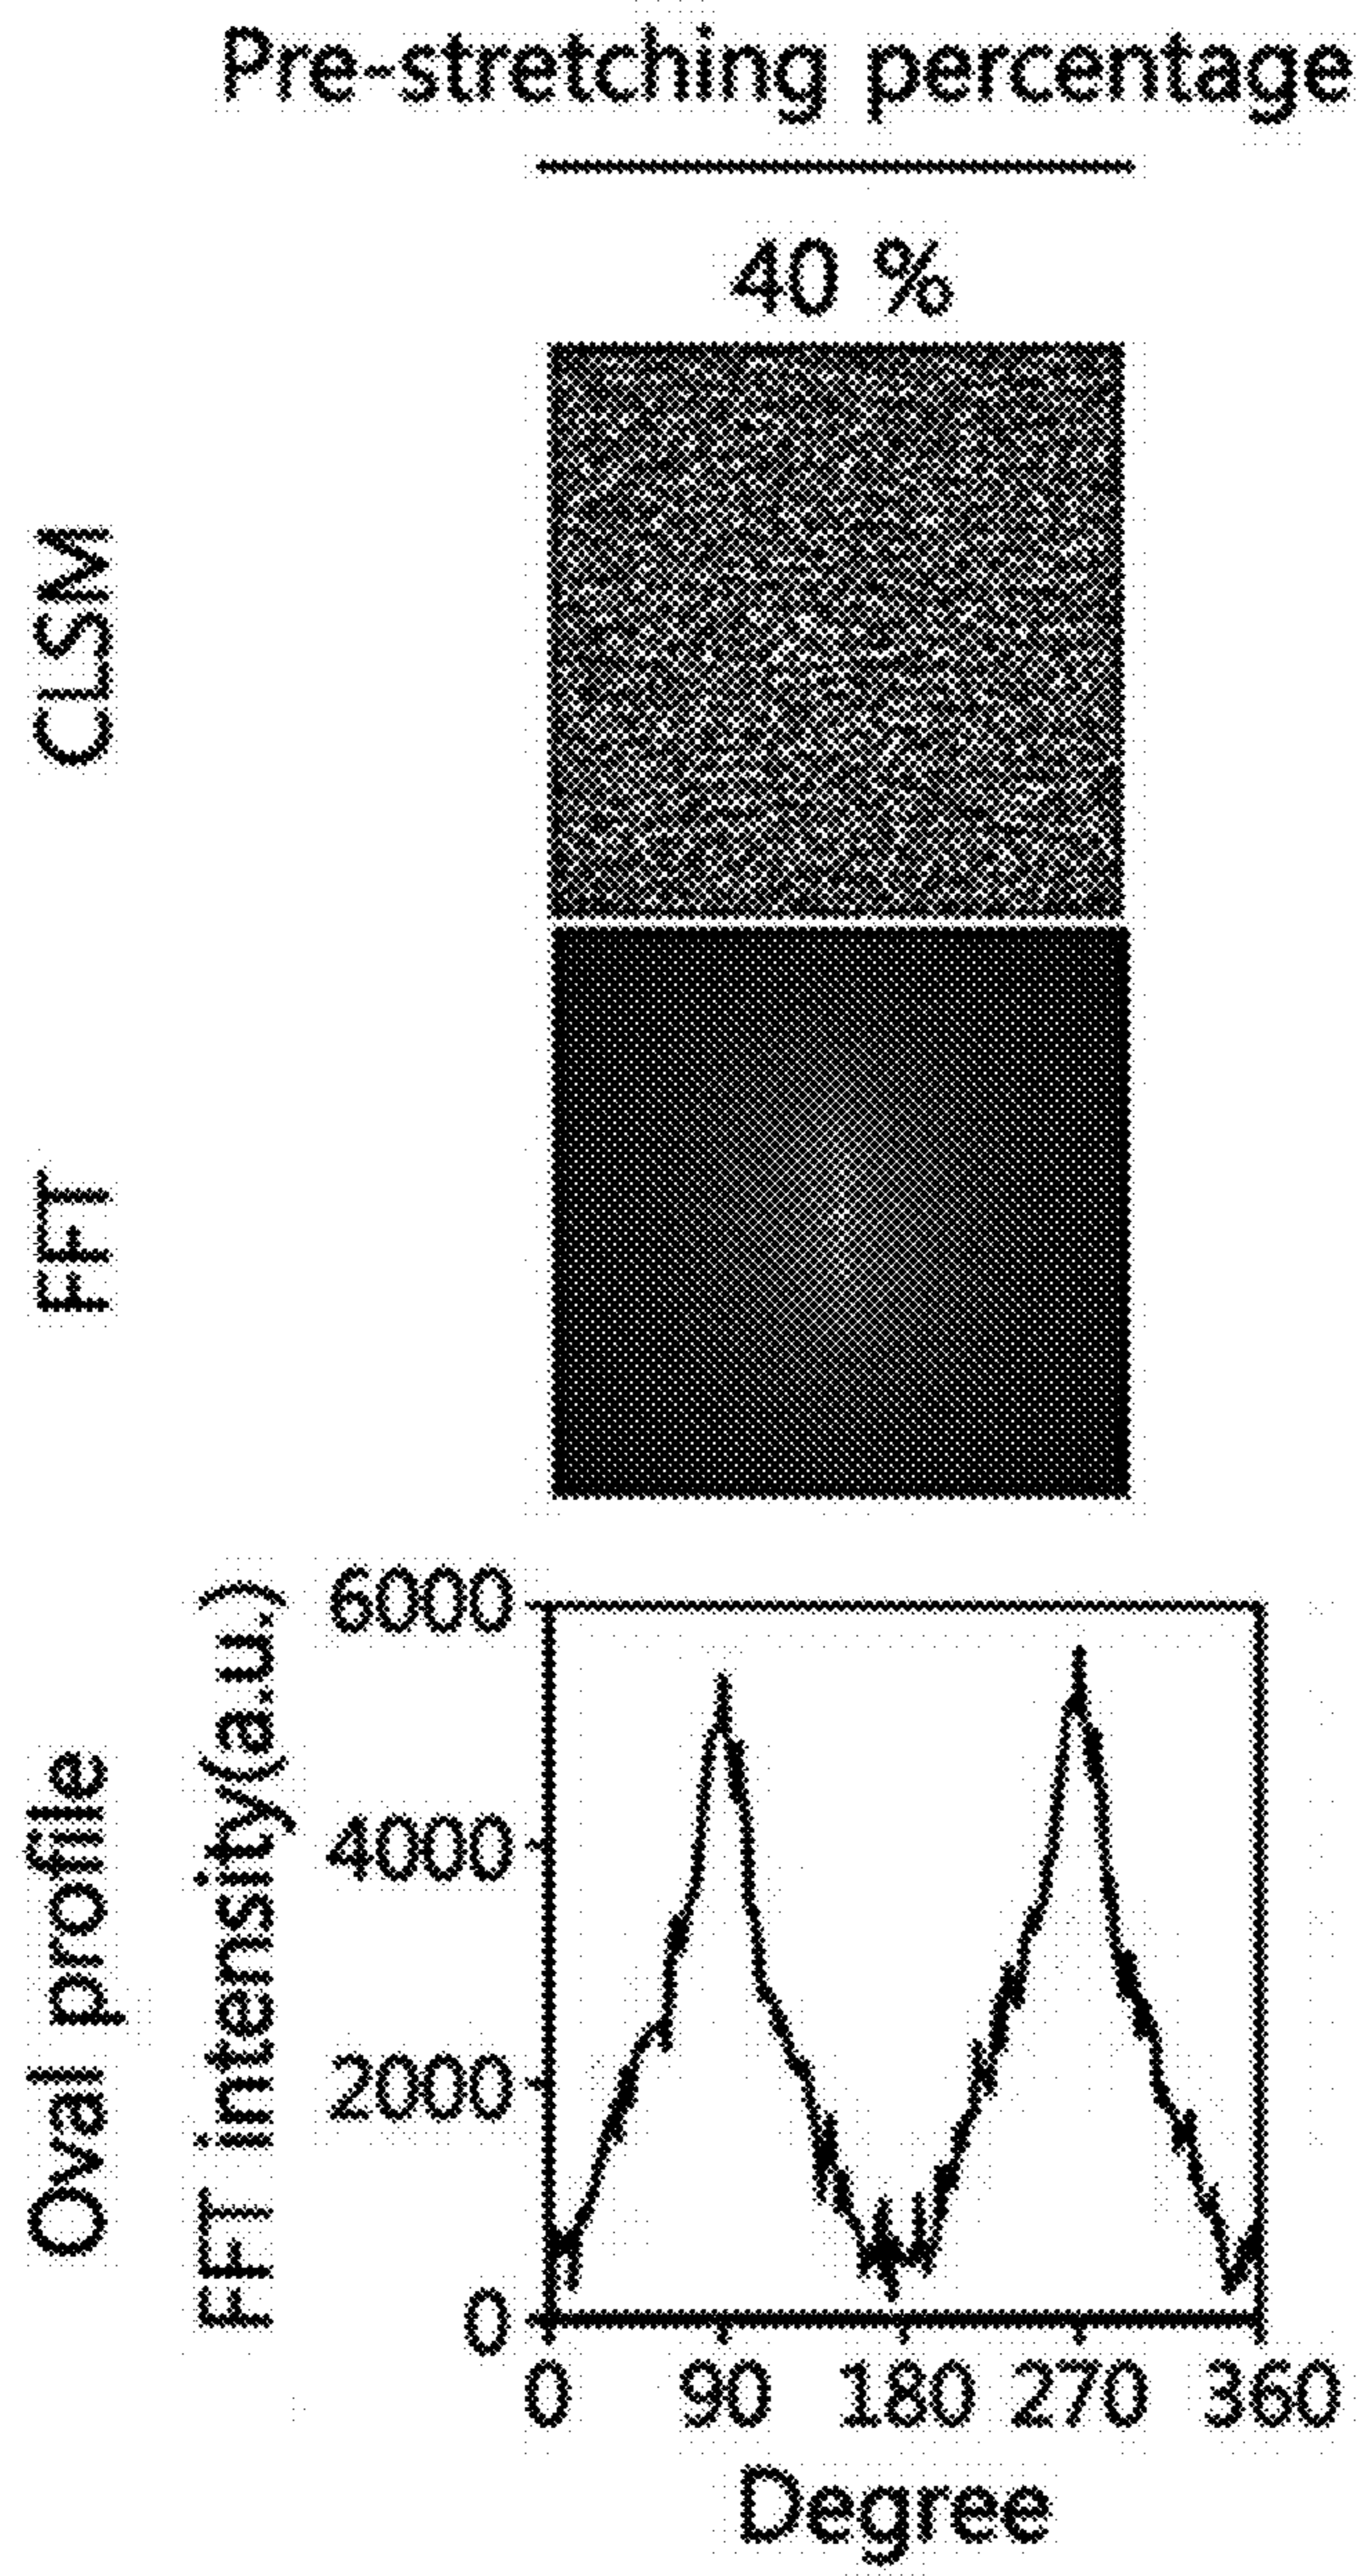 Pre-stretching percentage
40 %
CLSM
FFT
Oval profile
FFT intensity(a.u.)
6000
4000
2000
0
0 90 180 270 360
Degree